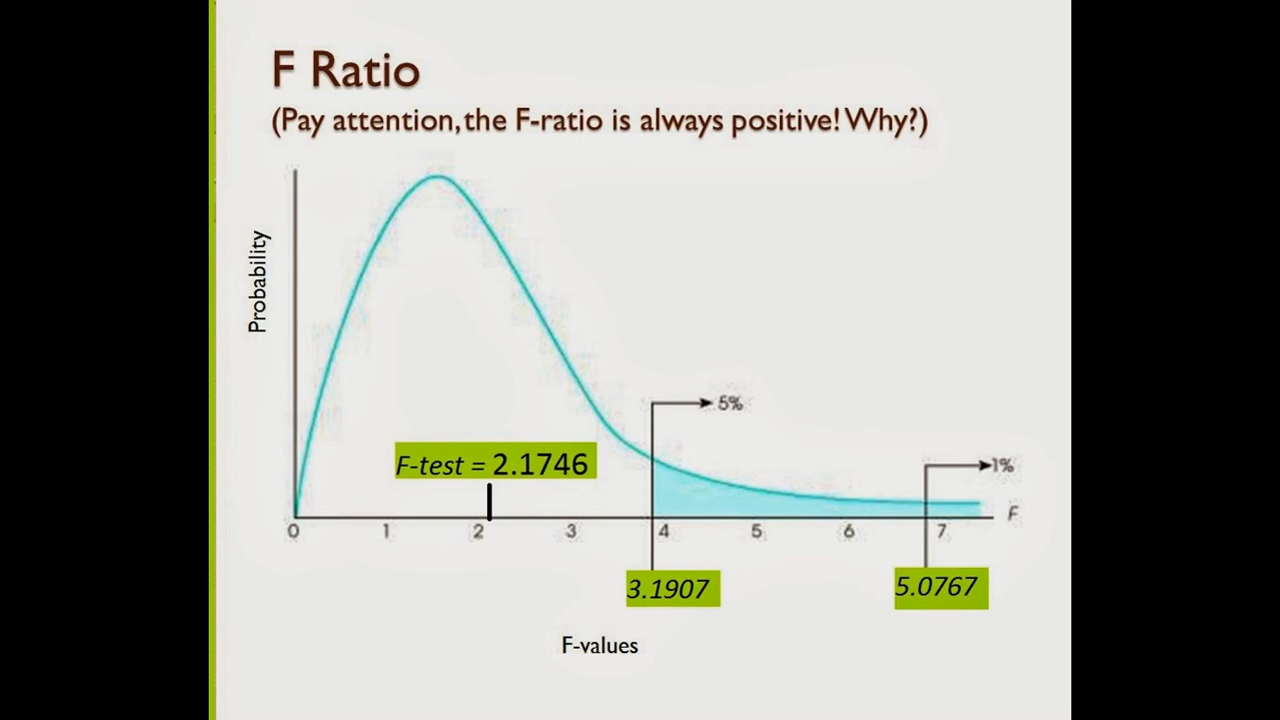 F Ratio
(Pay attention, the F-ratio is always positive! Why?)
Probability
5%
F-test = 2.1746
1%
F
0 1 2 3 4 5 6 7
3.1907
5.0767
F-values